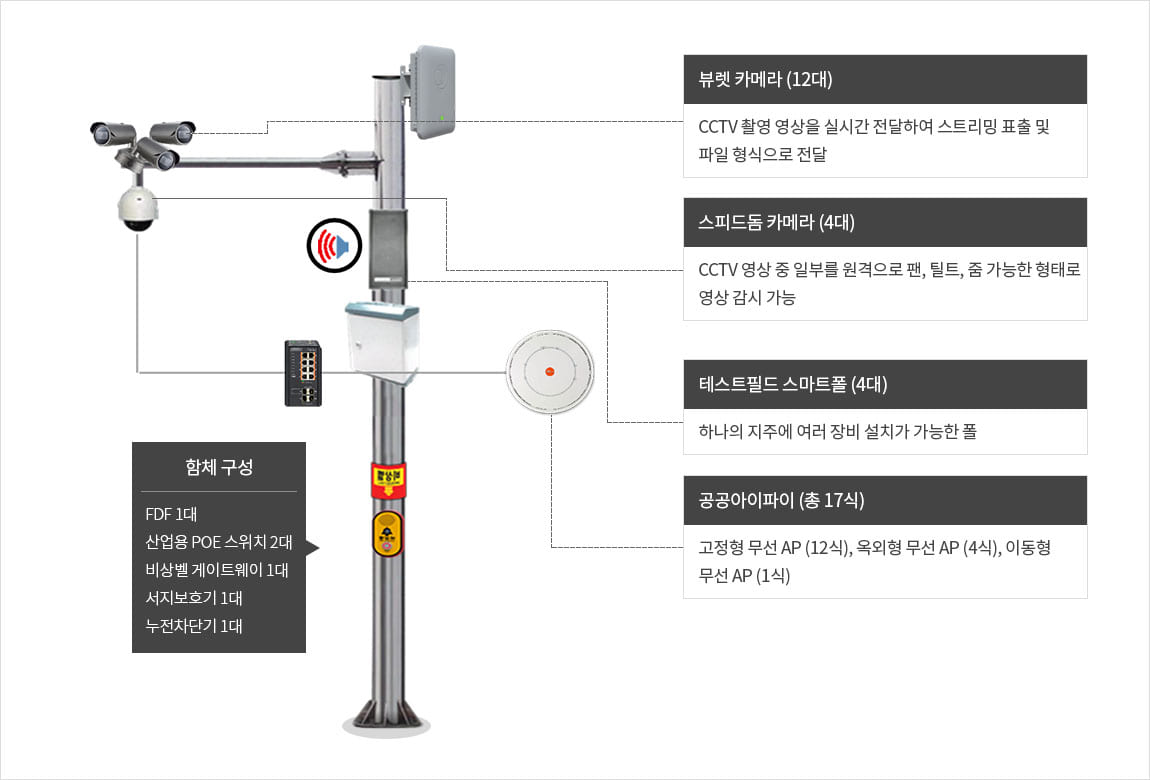 뷰렛 카메라 (12대)
CCTV 촬영 영상을 실시간 전달하여 스트리밍 표출 및
파일 형식으로 전달
스피드돔 카메라 (4대)
CCTV 영상 중 일부를 원격으로 팬, 틸트, 줌 가능한 형태로
영상 감시 가능
테스트필드 스마트폴 (4대)
하나의 지주에 여러 장비 설치가 가능한 폴
공공아이파이 (총 17식)
고정형 무선 AP (12식), 옥외형 무선 AP (4식), 이동형
무선 AP (1식)
함체 구성
FDF 1대
산업용 POE 스위치 2대
비상벨 게이트웨이 1대
서지보호기 1대
누전차단기 1대